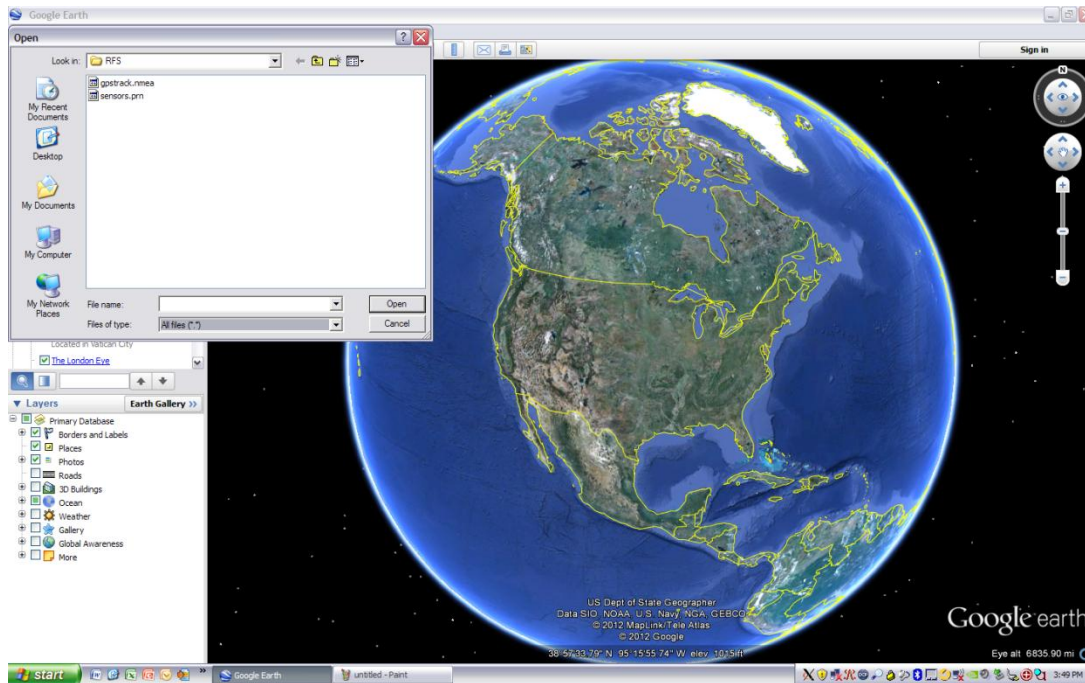 Google Earth
Open
Look in: RFS
gpstrack.nmea
sensors.prn
My Recent
Documents
Desktop
My Documents
My Computer
My Network
Places
File name:
Open
Files of type: All files (*.*)
Cancel
Sign in
N
Located in Vatican City
The London Eye
Layers
Earth Gallery >>
Primary Database
Borders and Labels
Places
Photos
Roads
3D Buildings
Ocean
Weather
Gallery
Global Awareness
More
US Dept of State Geographer
Data SIO, NOAA, U.S. Navy, NGA, GEBCO
© 2012 MapLink/Tele Atlas
© 2012 Google
Google earth
38°57'33.79" N 95°15'55.74" W elev 1015 ft
Eye alt 6835.90 mi
start
Google Earth
untitled - Paint
3:49 PM